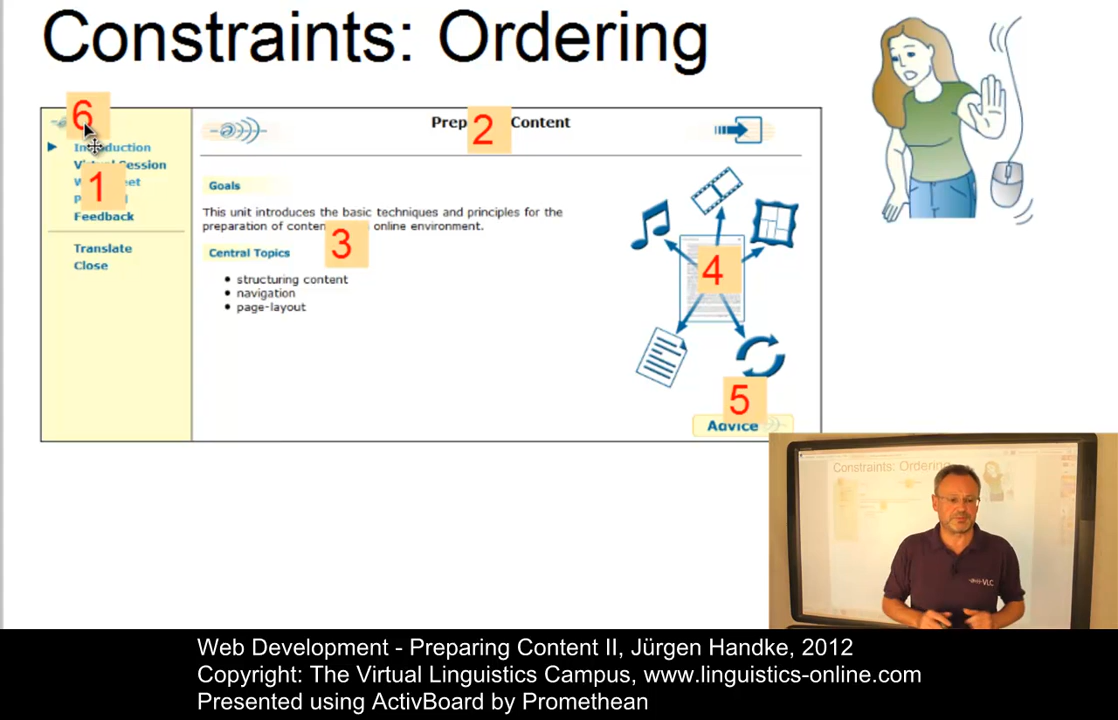 Constraints: Ordering
6
Introduction
1
Feedback
Translate
Close
2
Content
Goals
This unit introduces the basic techniques and principles for the
preparation of online environment.
3
Central Topics
• structuring content
• navigation
• page-layout
4
5
Advice
Constraints: Ordering
VLC
Web Development - Preparing Content II, Jürgen Handke, 2012
Copyright: The Virtual Linguistics Campus, www.linguistics-online.com
Presented using ActivBoard by Promethean